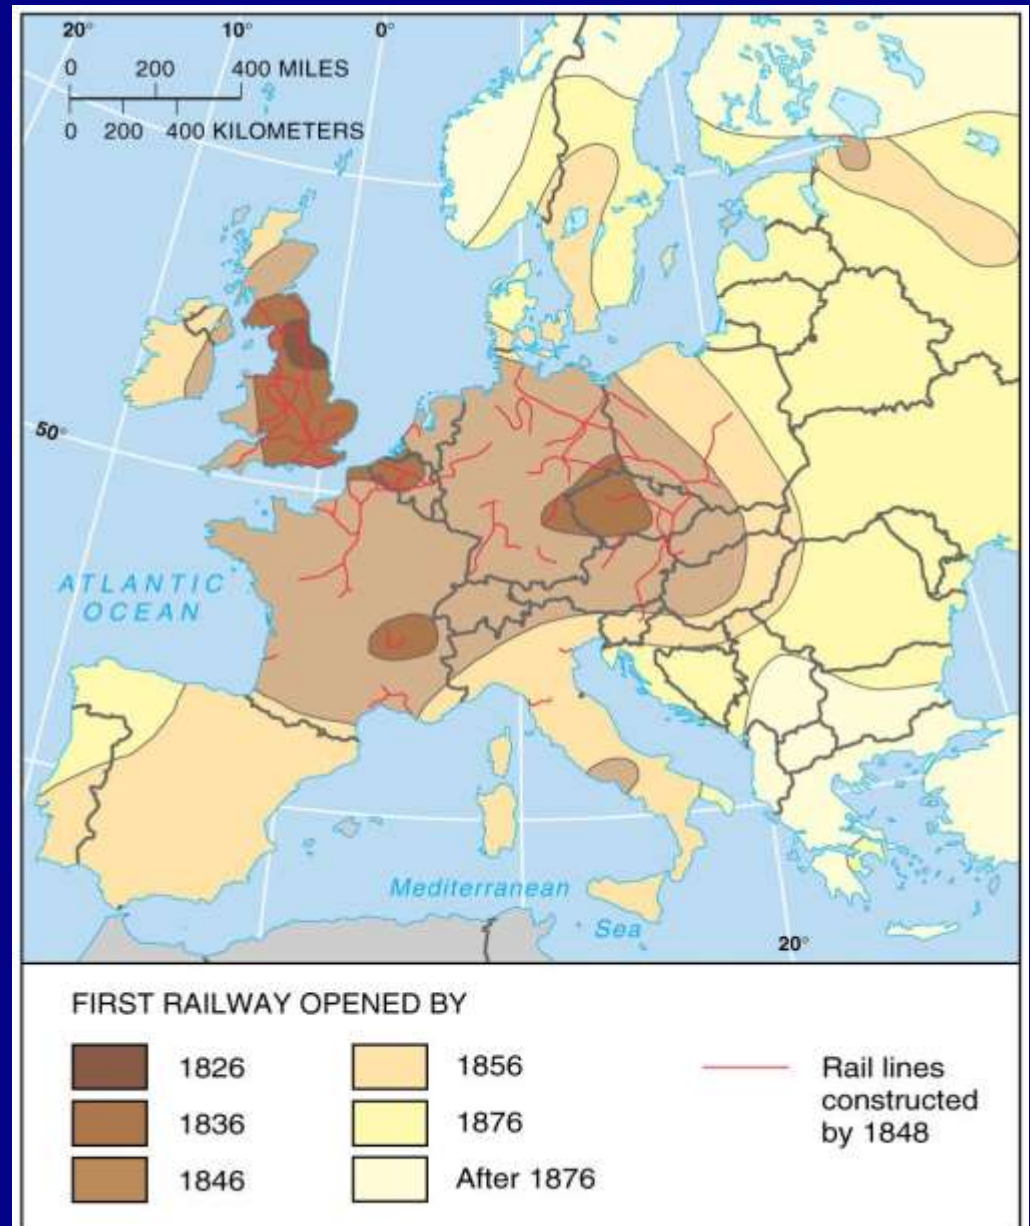 20° 10° 0°
0 200 400 MILES
0 200 400 KILOMETERS
50°
ATLANTIC
OCEAN
Mediterranean
Sea
20°
FIRST RAILWAY OPENED BY
1826
1836
1846
1856
1876
After 1876
Rail lines
constructed
by 1848